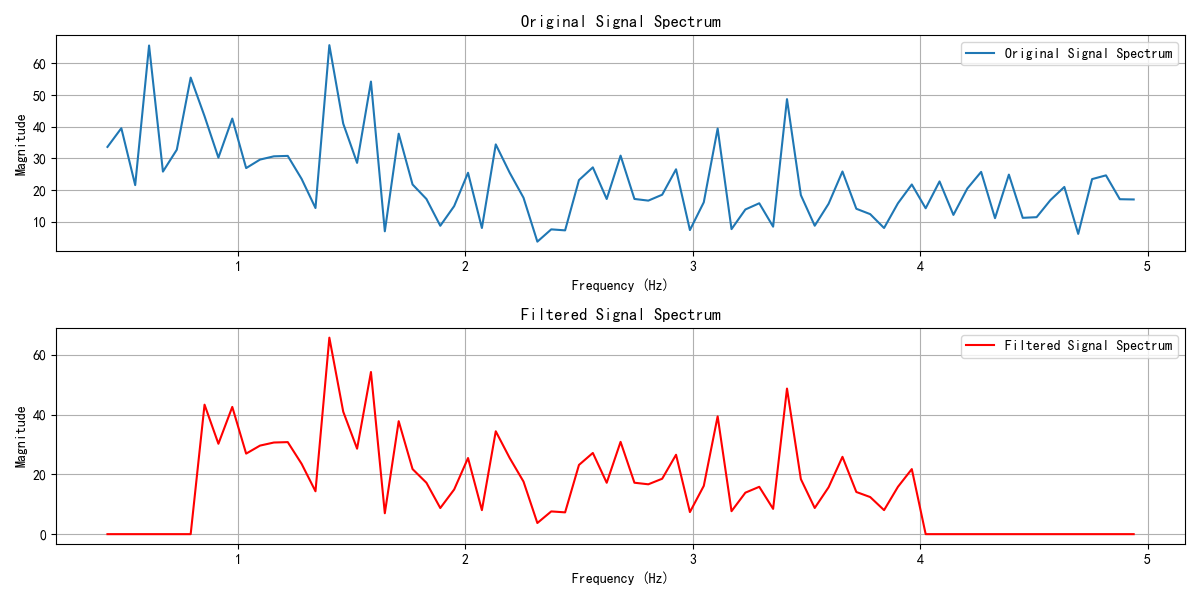 Original Signal Spectrum
Original Signal Spectrum
Magnitude
60
50
40
30
20
10
1
2
3
4
5
Frequency (Hz)
Filtered Signal Spectrum
Filtered Signal Spectrum
Magnitude
60
40
20
0
1
2
3
4
5
Frequency (Hz)